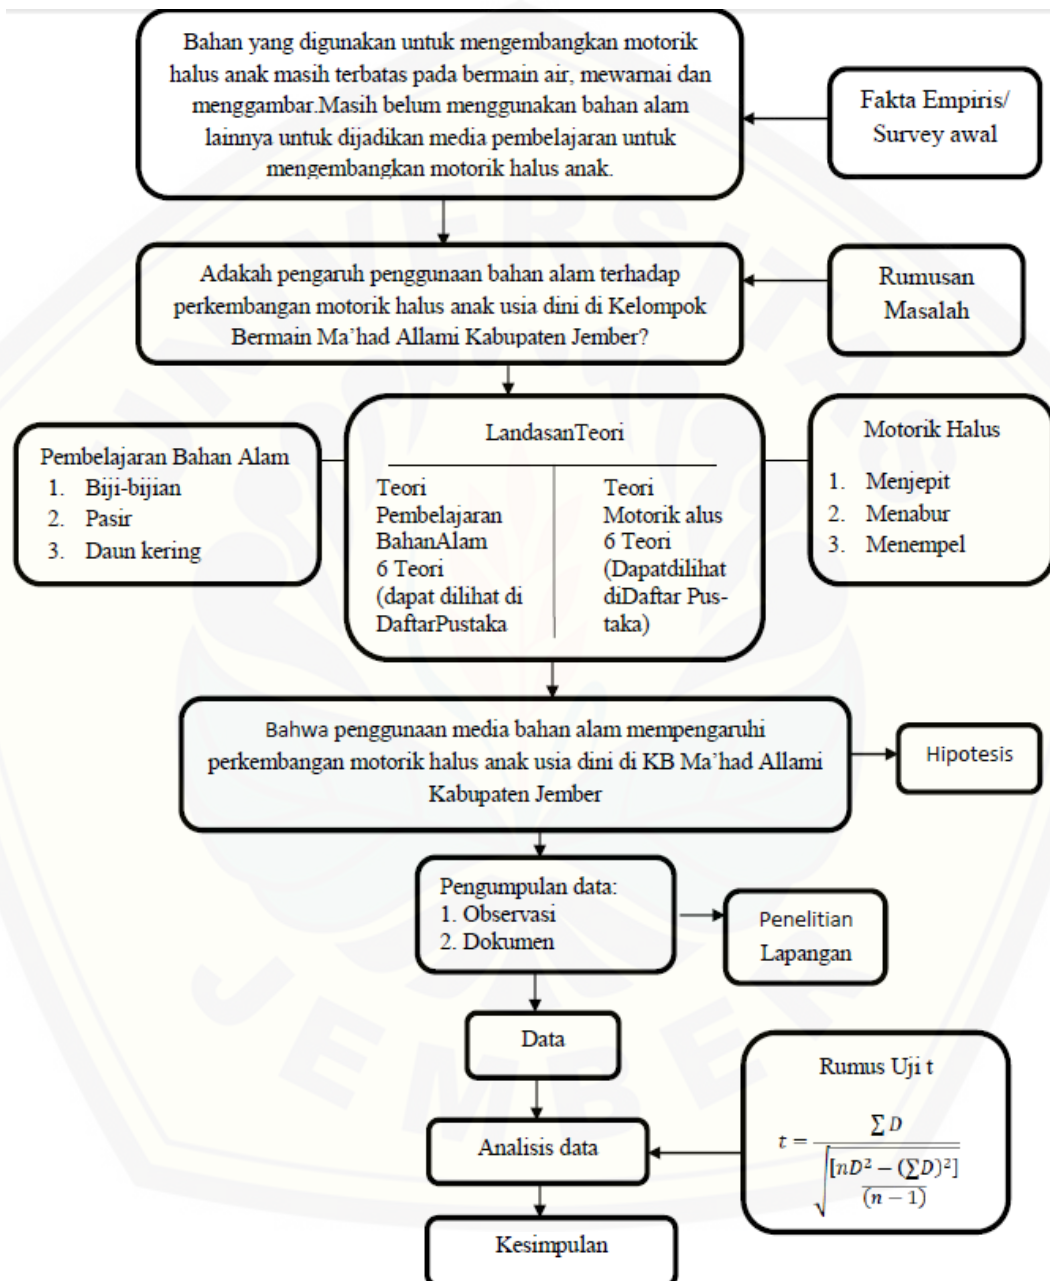 Bahan yang digunakan untuk mengembangkan motorik
halus anak masih terbatas pada bermain air, mewarnai dan
menggambar.Masih belum menggunakan bahan alam
lainnya untuk dijadikan media pembelajaran untuk
mengembangkan motorik halus anak.
Fakta Empiris/
Survey awal
Adakah pengaruh penggunaan bahan alam terhadap
perkembangan motorik halus anak usia dini di Kelompok
Bermain Ma’had Allami Kabupaten Jember?
Rumusan
Masalah
Pembelajaran Bahan Alam
1. Biji-bijian
2. Pasir
3. Daun kering
LandasanTeori
Teori
Pembelajaran
BahanAlam
6 Teori
(dapat dilihat di
DaftarPustaka
Teori
Motorik alus
6 Teori
(Dapatdilihat
diDaftar Pus-
taka)
Motorik Halus
1. Menjepit
2. Menabur
3. Menempel
Bahwa penggunaan media bahan alam mempengaruhi
perkembangan motorik halus anak usia dini di KB Ma’had Allami
Kabupaten Jember
Hipotesis
Pengumpulan data:
1. Observasi
2. Dokumen
Penelitian
Lapangan
Data
Rumus Uji t
t = ∑ D / √ [nD² − (∑D)²] / (n − 1)
Analisis data
Kesimpulan
UNIVERSITAS
JEMBER